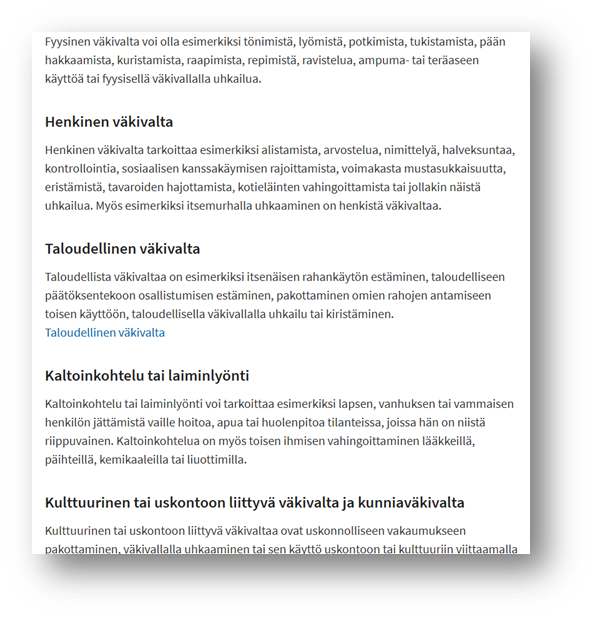 Fyysinen väkivalta voi olla esimerkiksi tönimistä, lyömistä, potkimista, tukistamista, pään
hakkaamista, kuristamista, raapimista, repimistä, ravistelua, ampuma- tai teräaseen
käyttöä tai fyysisellä väkivallalla uhkailua.
Henkinen väkivalta
Henkinen väkivalta tarkoittaa esimerkiksi alistamista, arvostelua, nimittelyä, halveksuntaa,
kontrollointia, sosiaalisen kanssakäymisen rajoittamista, voimakasta mustasukkaisuutta,
eristämistä, tavaroiden hajottamista, kotieläinten vahingoittamista tai jollakin näistä
uhkailua. Myös esimerkiksi itsemurhalla uhkaaminen on henkistä väkivaltaa.
Taloudellinen väkivalta
Taloudellista väkivaltaa on esimerkiksi itsenäisen rahankäytön estäminen, taloudelliseen
päätöksentekoon osallistumisen estäminen, pakottaminen omien rahojen antamiseen
toisen käyttöön, taloudellisella väkivallalla uhkailu tai kiristäminen.
Taloudellinen väkivalta
Kaltoinkohtelu tai laiminlyönti
Kaltoinkohtelu tai laiminlyönti voi tarkoittaa esimerkiksi lapsen, vanhuksen tai vammaisen
henkilön jättämistä vaille hoitoa, apua tai huolenpitoa tilanteissa, joissa hän on niistä
riippuvainen. Kaltoinkohtelua on myös toisen ihmisen vahingoittaminen lääkkeillä,
päihteillä, kemikaaleilla tai liuottimilla.
Kulttuurinen tai uskontoon liittyvä väkivalta ja kunniaväkivalta
Kulttuurinen tai uskontoon liittyvä väkivaltaa ovat uskonnolliseen vakaumukseen
pakottaminen, väkivallalla uhkaaminen tai sen käyttö uskontoon tai kulttuuriin viittaamalla